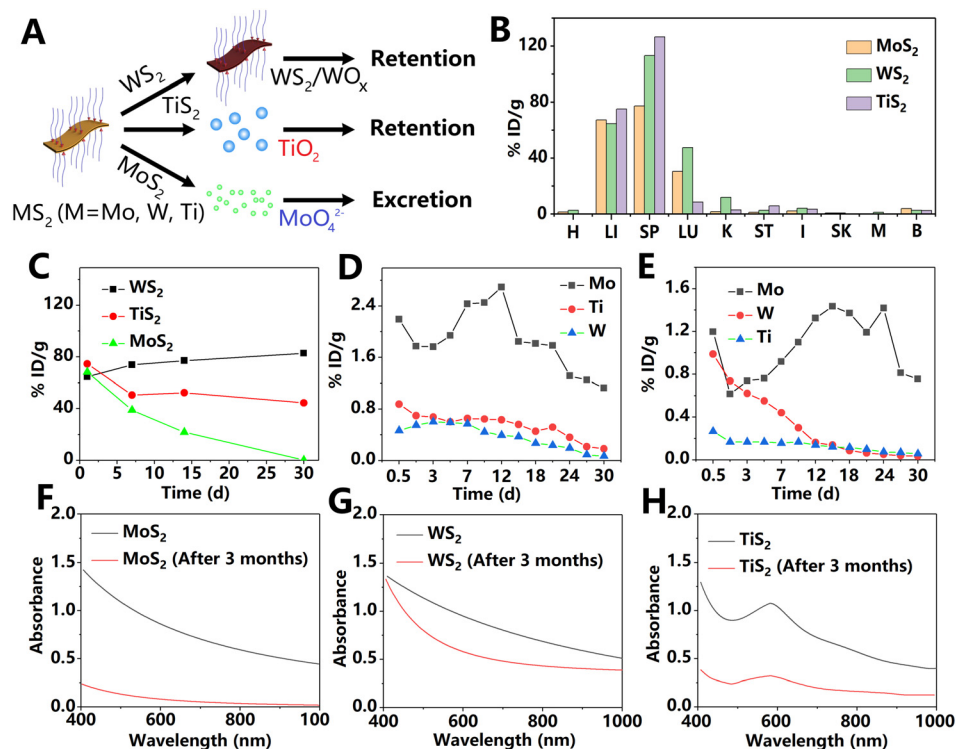 A
WS₂
TiS₂
MoS₂
MS₂ (M=Mo, W, Ti)
WS₂/WOₓ
Retention
TiO₂
Retention
MoO₄²⁻
Excretion
B
% ID/g
120
80
40
0
MoS₂
WS₂
TiS₂
H LI SP LU K ST I SK M B
C
% ID/g
120
80
40
0
WS₂
TiS₂
MoS₂
0 5 10 15 20 25 30
Time (d)
D
% ID/g
2.4
1.6
0.8
0.0
Mo
Ti
W
0.5 3 7 12 18 24 30
Time (d)
E
% ID/g
1.6
1.2
0.8
0.4
0.0
Mo
W
Ti
0.5 3 7 12 18 24 30
Time (d)
F
Absorbance
2.0
1.5
1.0
0.5
0.0
MoS₂
MoS₂ (After 3 months)
400 600 800 1000
Wavelength (nm)
G
Absorbance
2.0
1.5
1.0
0.5
0.0
WS₂
WS₂ (After 3 months)
400 600 800 1000
Wavelength (nm)
H
Absorbance
2.0
1.5
1.0
0.5
0.0
TiS₂
TiS₂ (After 3 months)
400 600 800 1000
Wavelength (nm)